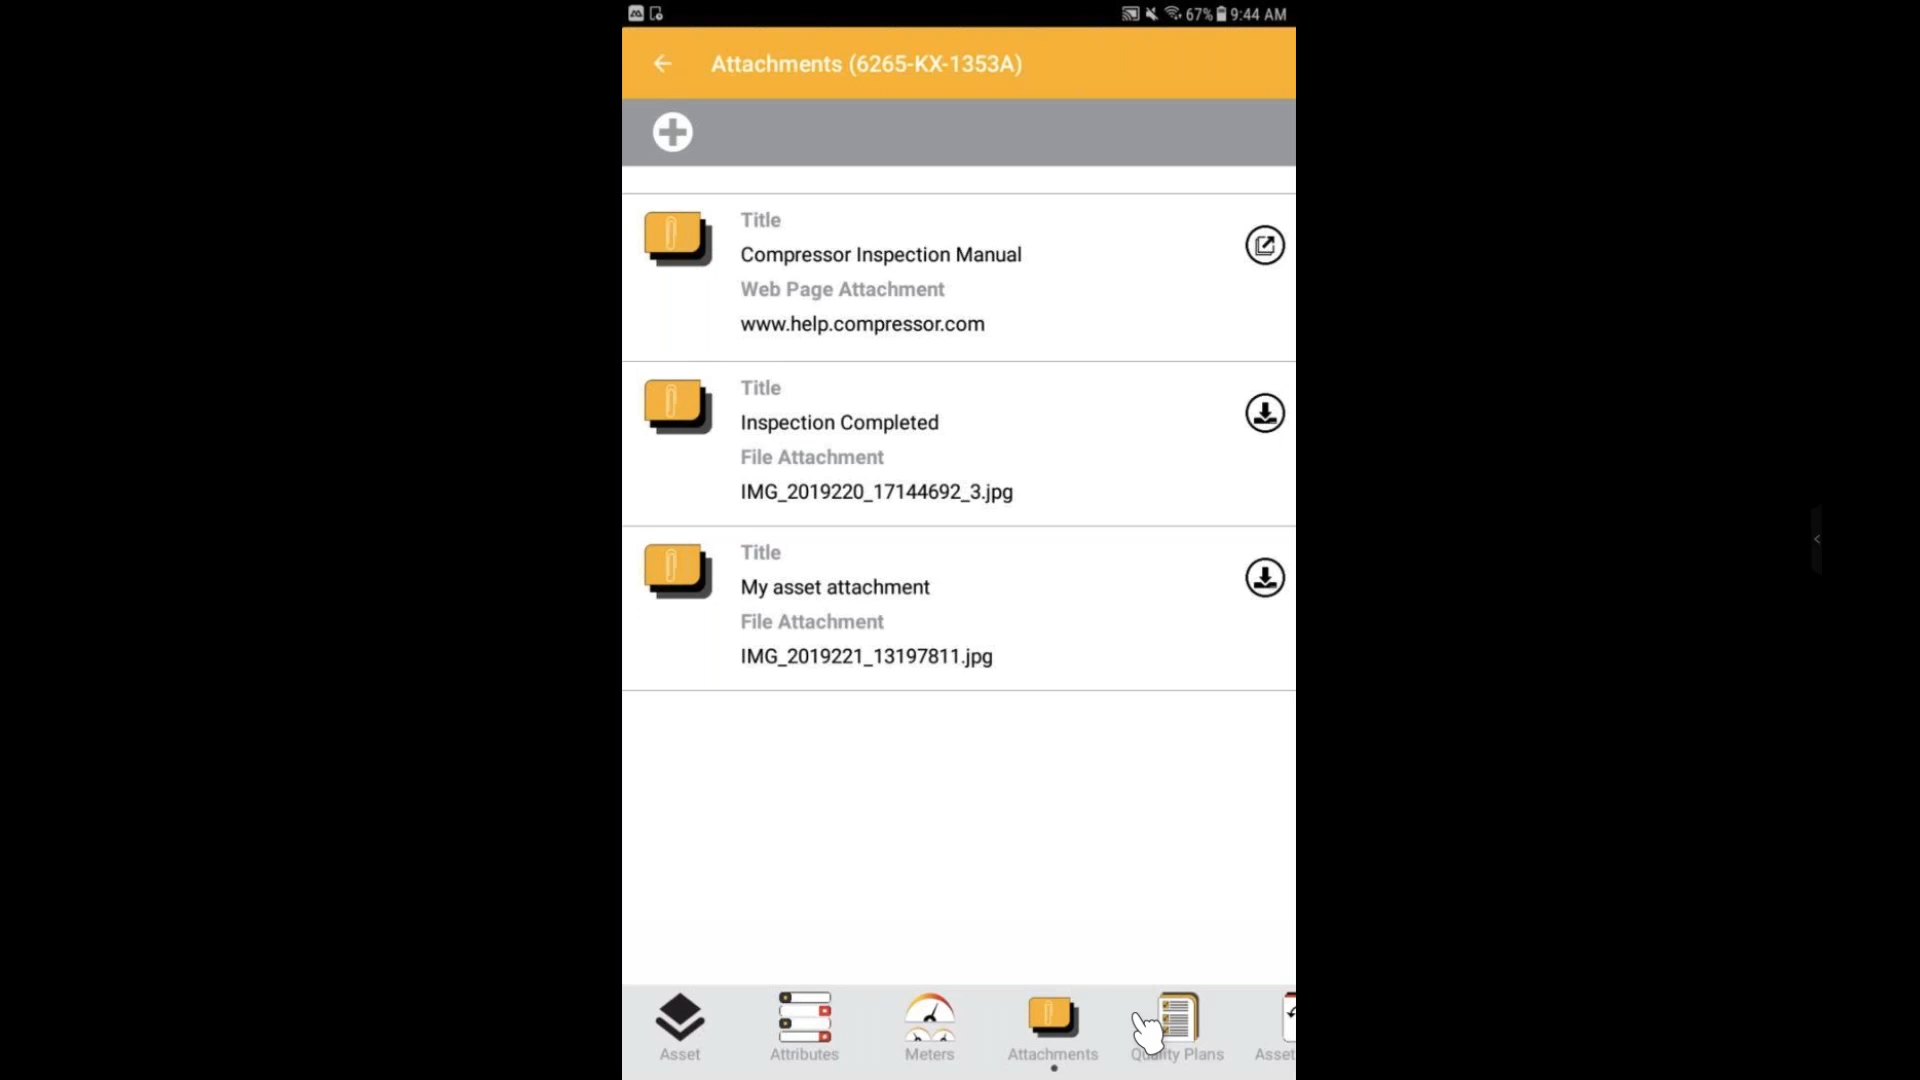 67% 9:44 AM
Attachments (6265-KX-1353A)
Title
Compressor Inspection Manual
Web Page Attachment
www.help.compressor.com
Title
Inspection Completed
File Attachment
IMG_2019220_17144692_3.jpg
Title
My asset attachment
File Attachment
IMG_2019221_13197811.jpg
Asset Attributes Meters Attachments Quality Plans Asset